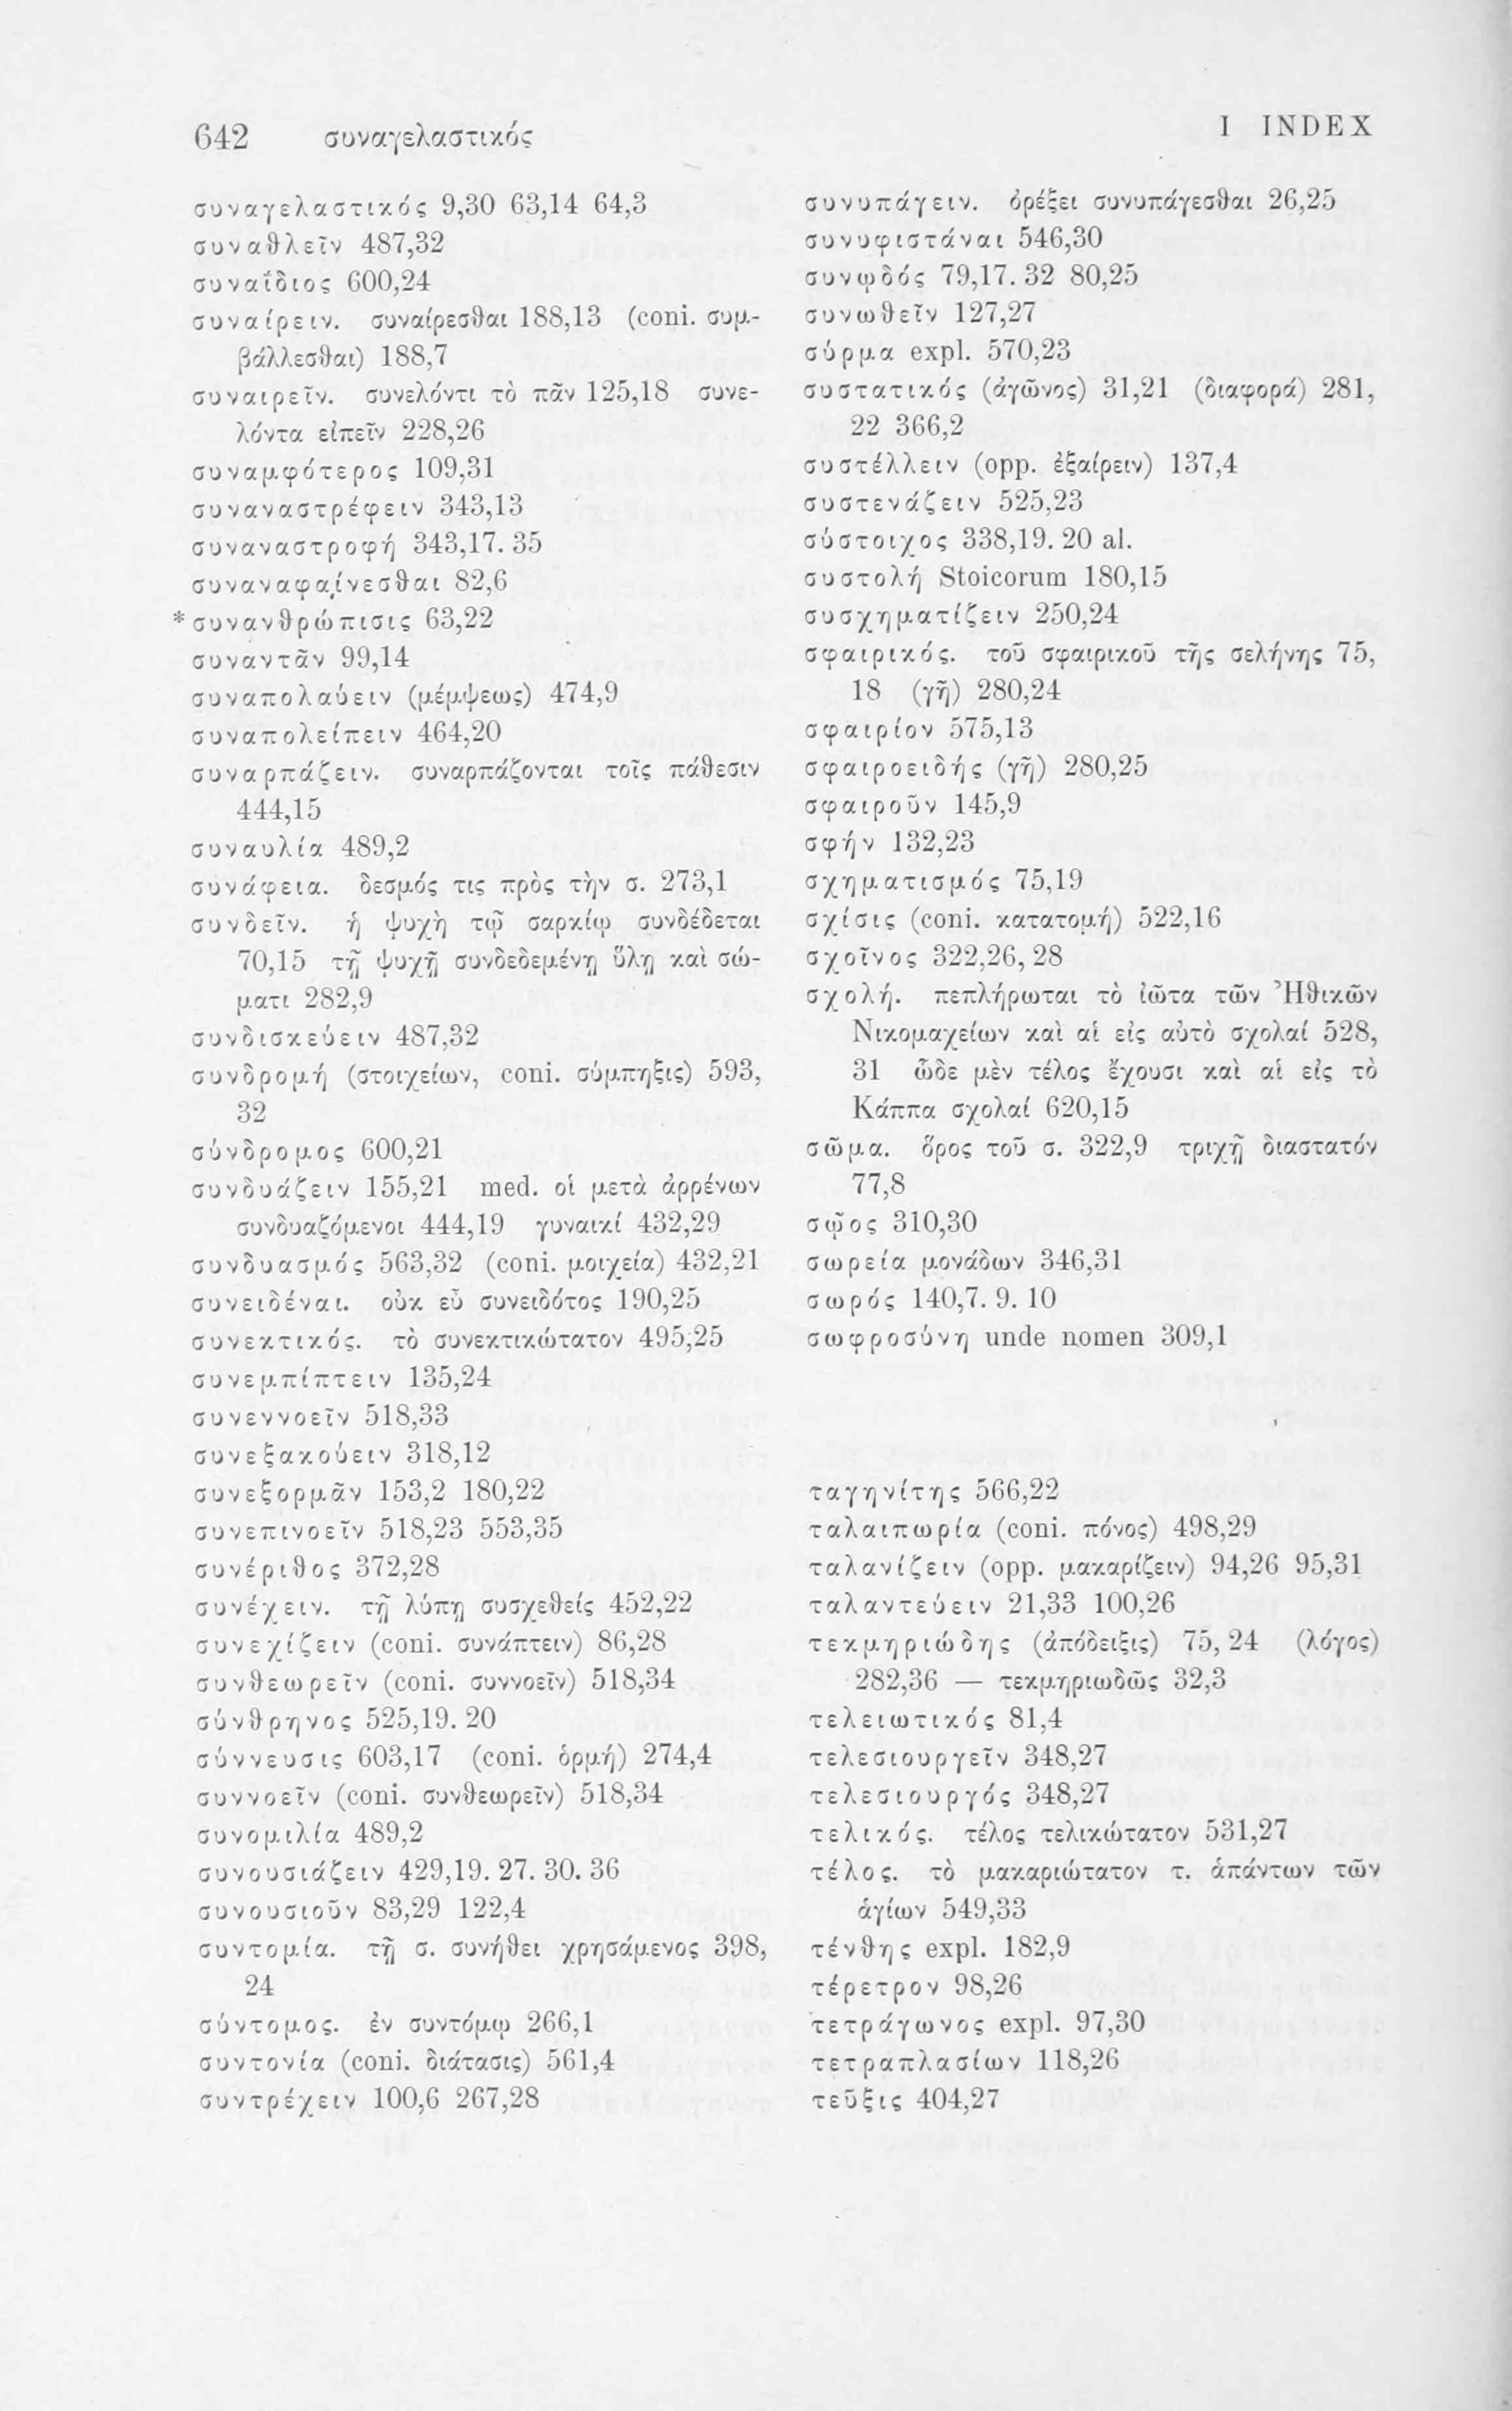 642 συναγελαστικός
I INDEX
συναγελαστικός 9,30 63,14 64,3
συναθλεῖν 487,32
συναΐδιος 600,24
συναίρειν. συναίρεσθαι 188,13 (coni. συμ-
βάλλεσθαι) 188,7
συναιρεῖν. συνελόντι τὸ πᾶν 125,18 συνε-
λόντα εἰπεῖν 228,26
συναμφότερος 109,31
συναναστρέφειν 343,13
συναναστροφή 343,17. 35
συναναφαίνεσθαι 82,6
*συνανθρώπισις 63,22
συναντᾶν 99,14
συναπολαύειν (μέμψεως) 474,9
συναπολείπειν 464,20
συναρπάζειν. συναρπάζονται τοῖς πάθεσιν
444,15
συναυλία 489,2
συνάφεια. δεσμός τις πρὸς τὴν σ. 273,1
συνδεῖν. ἡ ψυχὴ τῷ σαρκίῳ συνδέδεται
70,15 τῇ ψυχῇ συνδεδεμένῃ ὕλῃ καὶ σώ-
ματι 282,9
συνδισκεύειν 487,32
συνδρομή (στοιχείων, coni. σύμπηξις) 593,
32
σύνδρομος 600,21
συνδυάζειν 155,21 med. οἱ μετὰ ἀρρένων
συνδυαζόμενοι 444,19 γυναικί 432,29
συνδυασμός 563,32 (coni. μοιχεία) 432,21
συνειδέναι. οὐκ εὖ συνειδότος 190,25
συνεκτικός. τὸ συνεκτικώτατον 495,25
συνεμπίπτειν 135,24
συνεννοεῖν 518,33
συνεξακούειν 318,12
συνεξορμᾶν 153,2 180,22
συνεπινοεῖν 518,23 553,35
συνέριθος 372,28
συνέχειν. τῇ λύπῃ συσχεθείς 452,22
συνεχίζειν (coni. συνάπτειν) 86,28
συνθεωρεῖν (coni. συννοεῖν) 518,34
σύνθρηνος 525,19. 20
σύννευσις 603,17 (coni. ὁρμή) 274,4
συννοεῖν (coni. συνθεωρεῖν) 518,34
συνομιλία 489,2
συνουσιάζειν 429,19. 27. 30. 36
συνουσιοῦν 83,29 122,4
συντομία. τῇ σ. συνήθει χρησάμενος 398,
24
σύντομος. ἐν συντόμῳ 266,1
συντονία (coni. διάτασις) 561,4
συντρέχειν 100,6 267,28
συνυπάγειν. ὀρέξει συνυπάγεσθαι 26,25
συνυφιστάναι 546,30
συνῳδός 79,17. 32 80,25
συνωθεῖν 127,27
σύρμα expl. 570,23
συστατικός (ἀγῶνος) 31,21 (διαφορά) 281,
22 366,2
συστέλλειν (opp. ἐξαίρειν) 137,4
συστενάζειν 525,23
σύστοιχος 338,19. 20 al.
συστολή Stoicorum 180,15
συσχηματίζειν 250,24
σφαιρικός. τοῦ σφαιρικοῦ τῆς σελήνης 75,
18 (γῆ) 280,24
σφαιρίον 575,13
σφαιροειδής (γῆ) 280,25
σφαιροῦν 145,9
σφήν 132,23
σχηματισμός 75,19
σχίσις (coni. κατατομή) 522,16
σχοῖνος 322,26, 28
σχολή. πεπλήρωται τὸ ἰῶτα τῶν Ἠθικῶν
Νικομαχείων καὶ αἱ εἰς αὐτὸ σχολαί 528,
31 ὧδε μὲν τέλος ἔχουσι καὶ αἱ εἰς τὸ
Κάππα σχολαί 620,15
σῶμα. ὅρος τοῦ σ. 322,9 τριχῇ διαστατόν
77,8
σῷος 310,30
σωρεία μονάδων 346,31
σωρός 140,7. 9. 10
σωφροσύνη unde nomen 309,1
ταγηνίτης 566,22
ταλαιπωρία (coni. πόνος) 498,29
ταλανίζειν (opp. μακαρίζειν) 94,26 95,31
ταλαντεύειν 21,33 100,26
τεκμηριώδης (ἀπόδειξις) 75, 24 (λόγος)
282,36 — τεκμηριωδῶς 32,3
τελειωτικός 81,4
τελεσιουργεῖν 348,27
τελεσιουργός 348,27
τελικός. τέλος τελικώτατον 531,27
τέλος. τὸ μακαριώτατον τ. ἁπάντων τῶν
ἁγίων 549,33
τένθης expl. 182,9
τέρετρον 98,26
τετράγωνος expl. 97,30
τετραπλασίων 118,26
τεῦξις 404,27